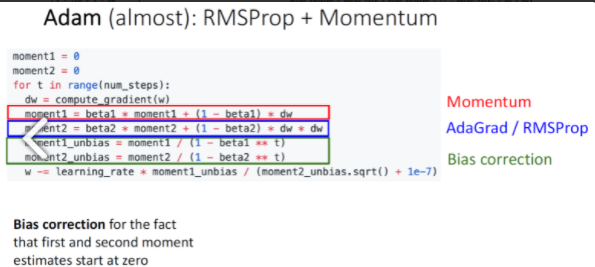 Adam (almost): RMSProp + Momentum
moment1 = 0
moment2 = 0
for t in range(num_steps):
dw = compute_gradient(w)
moment1 = beta1 * moment1 + (1 - beta1) * dw
Momentum
moment2 = beta2 * moment2 + (1 - beta2) * dw * dw
AdaGrad / RMSProp
moment1_unbias = moment1 / (1 - beta1 ** t)
moment2_unbias = moment2 / (1 - beta2 ** t)
Bias correction
w -= learning_rate * moment1_unbias / (moment2_unbias.sqrt() + 1e-7)
Bias correction for the fact
that first and second moment
estimates start at zero